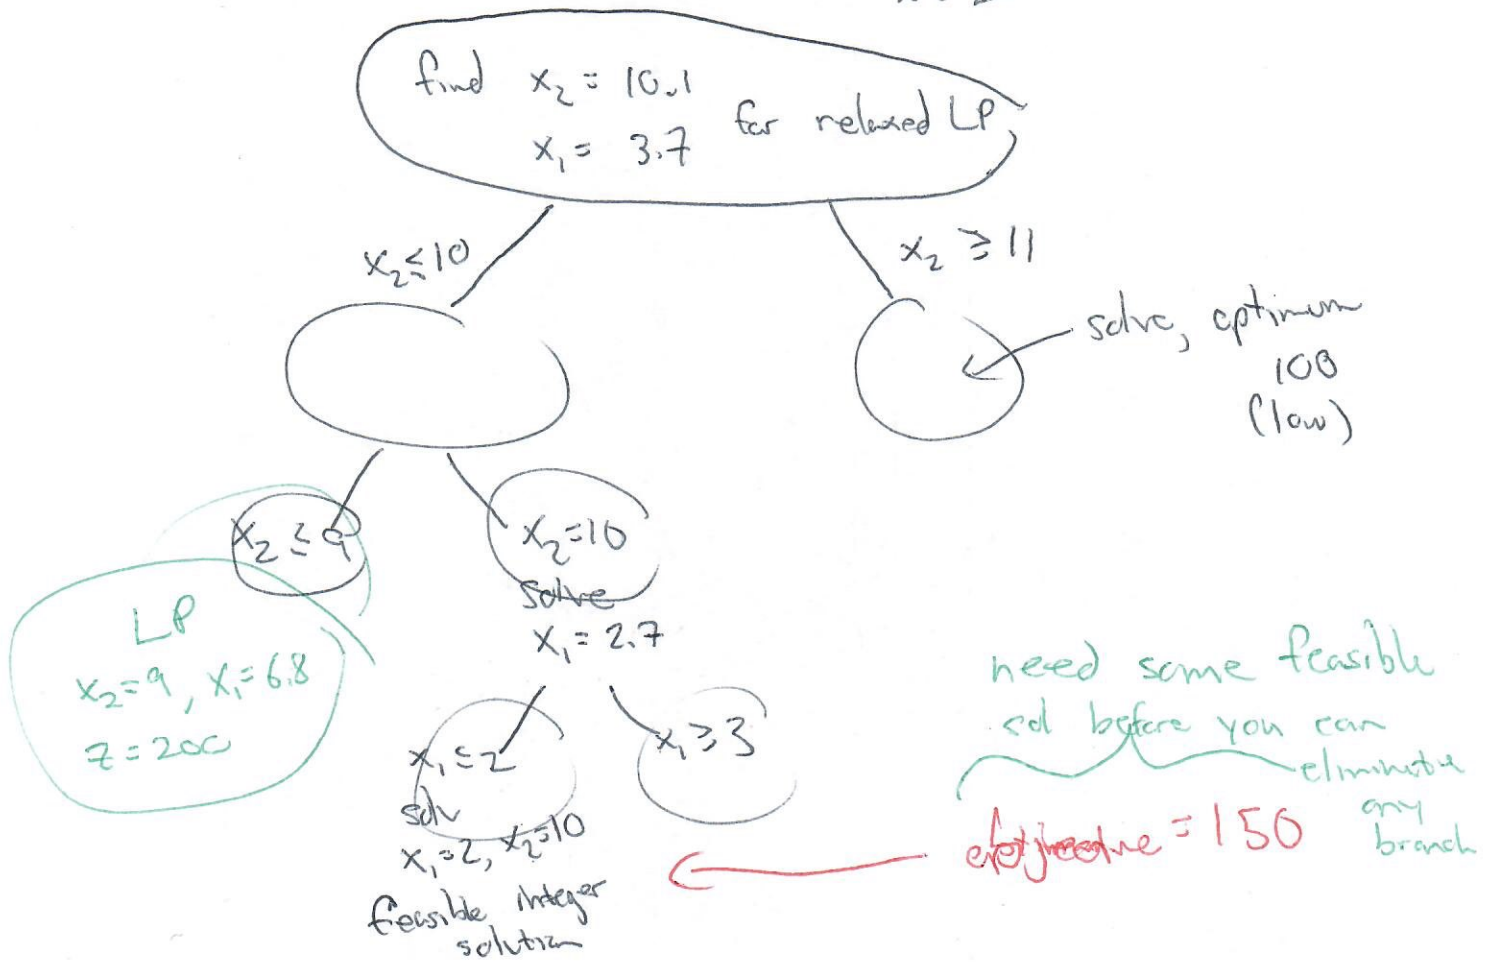 find x₂ = 10.1
x₁ = 3.7 for relaxed LP,
x₂ ≤ 10
x₂ ≥ 11
solve, optimum
100
(low)
x₂ ≤ 9
x₂=10
solve
x₁ = 2.7
LP
x₂=9, x₁=6.8
z=200
x₁ ≤ 2
solv
x₁=2, x₂=10
feasible integer
solution
x₁ ≥ 3
need some feasible
sol before you can
eliminate
any
branch
= 150